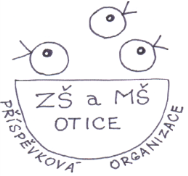 ZŠ a MŠ
OTICE
PŘÍSPĚVKOVÁ
ORGANIZACE